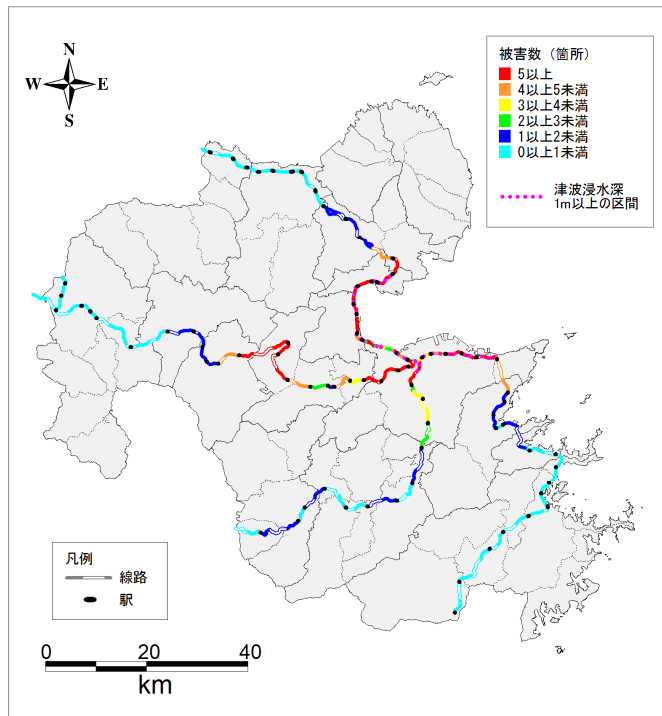 N
W E
S
被害数（箇所）
5以上
4以上5未満
3以上4未満
2以上3未満
1以上2未満
0以上1未満
津波浸水深
1m以上の区間
凡例
線路
駅
0 20 40
km